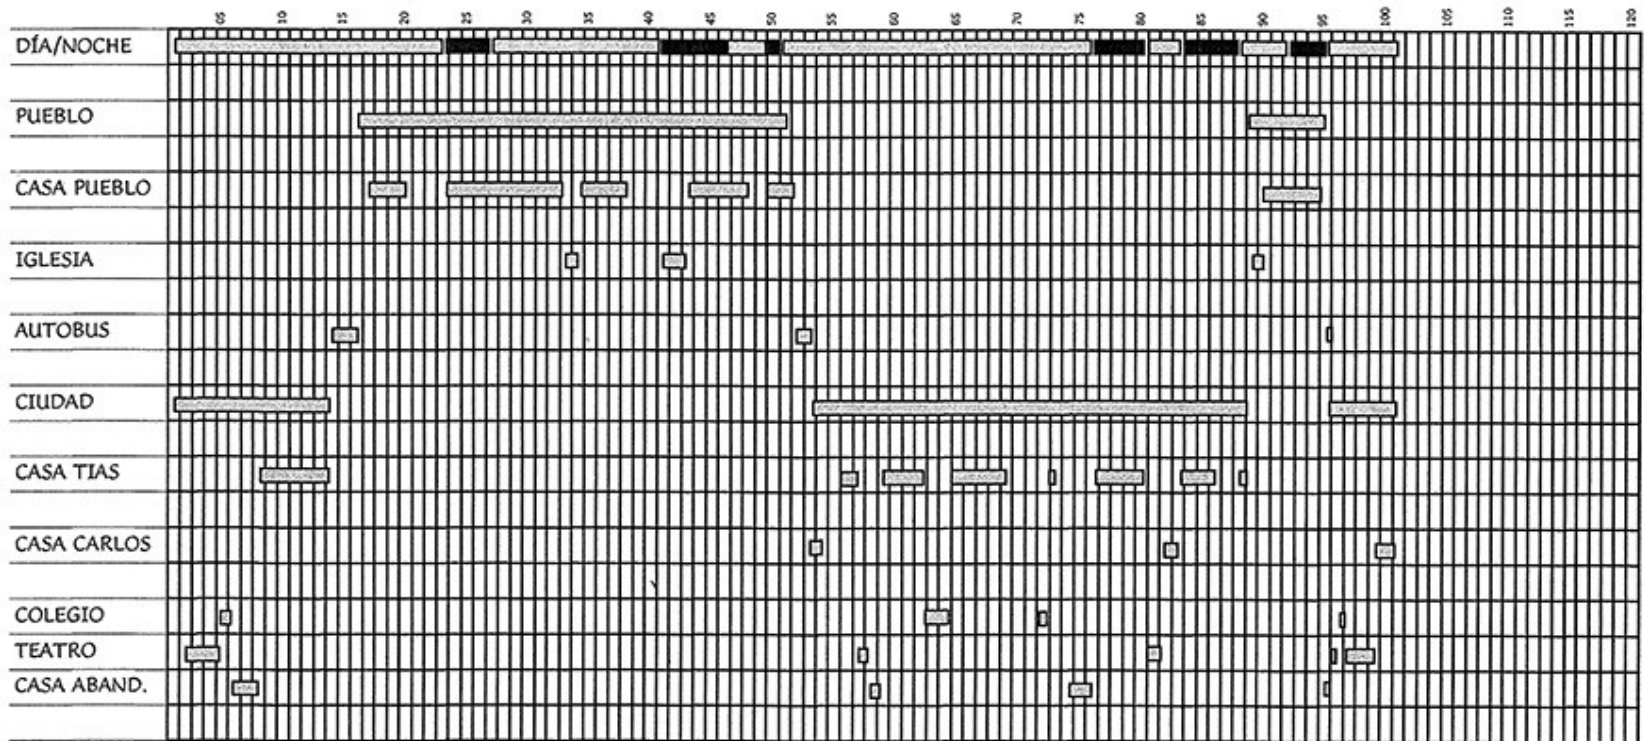 05 10 15 20 25 30 35 40 45 50 55 60 65 70 75 80 85 90 95 100 105 110 115 120
DÍA/NOCHE
PUEBLO
CASA PUEBLO
IGLESIA
AUTOBUS
CIUDAD
CASA TIAS
CASA CARLOS
COLEGIO
TEATRO
CASA ABAND.